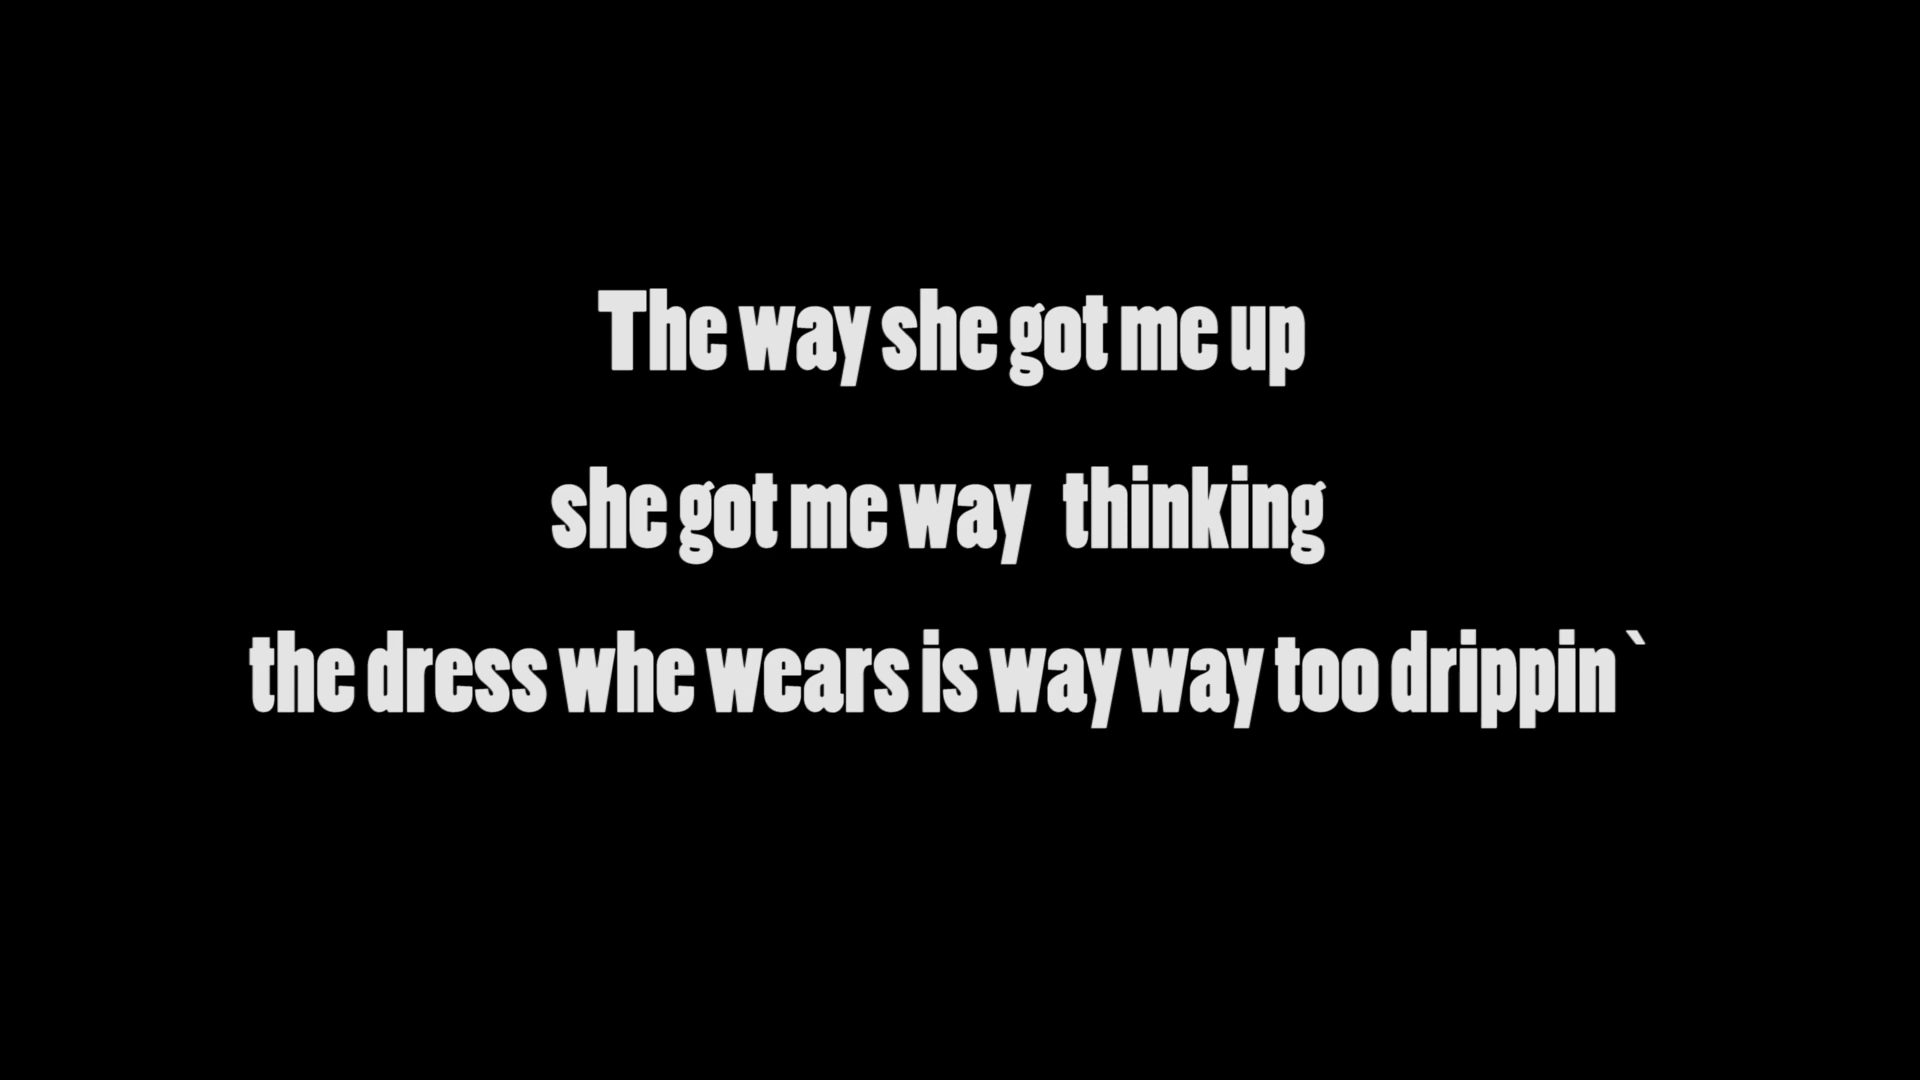 The way she got me up
she got me way thinking
the dress whe wears is way way too drippin`